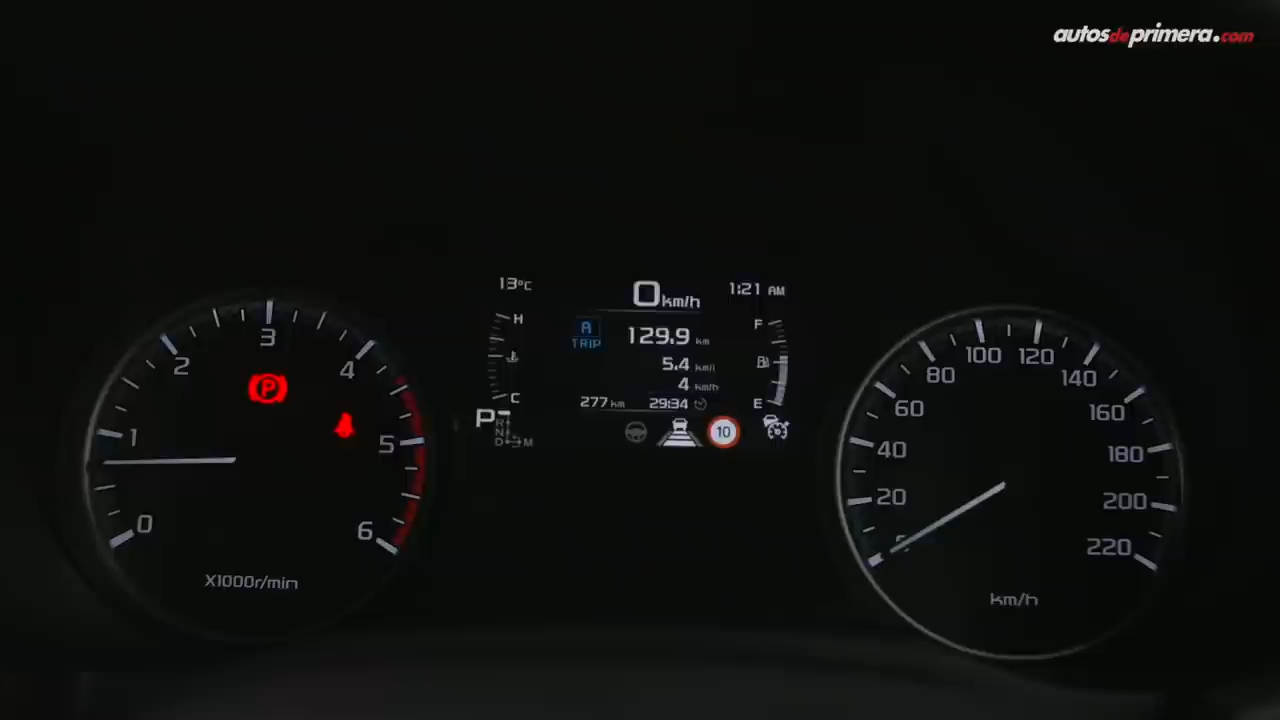 autosdeprimera.com
13°C
0 km/h
1:21 AM
H
C
A
TRIP
129.9 km
5.4 km/l
4 km/h
277 km
29:34
F
E
P
R
N
D
M
10
0
1
2
3
4
5
6
X1000r/min
0
20
40
60
80
100
120
140
160
180
200
220
km/h